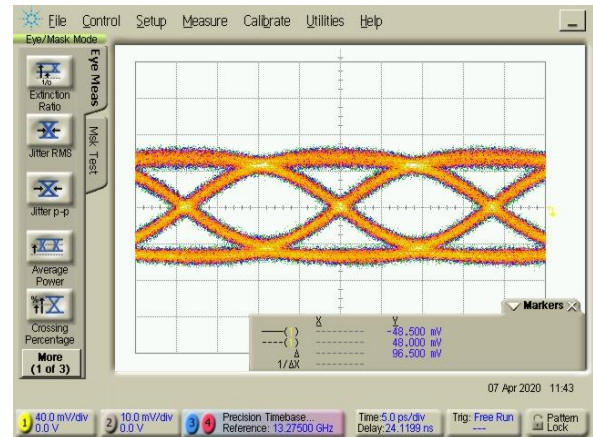 File Control Setup Measure Calibrate Utilities Help
Eye/Mask Mode
Eye Meas
Msk Test
Extinction
Ratio
Jitter RMS
Jitter p-p
Average
Power
Crossing
Percentage
More
(1 of 3)
Markers
X Y
—( ) -------- -48.500 mV
----( ) -------- 48.000 mV
Δ -------- 96.500 mV
1/ΔX --------
07 Apr 2020 11:43
1 40.0 mV/div
0.0 V
2 10.0 mV/div
0.0 V
3 4
Precision Timebase...
Reference: 13.27500 GHz
Time:5.0 ps/div
Delay:24.1199 ns
Trig: Free Run
---
Pattern
Lock